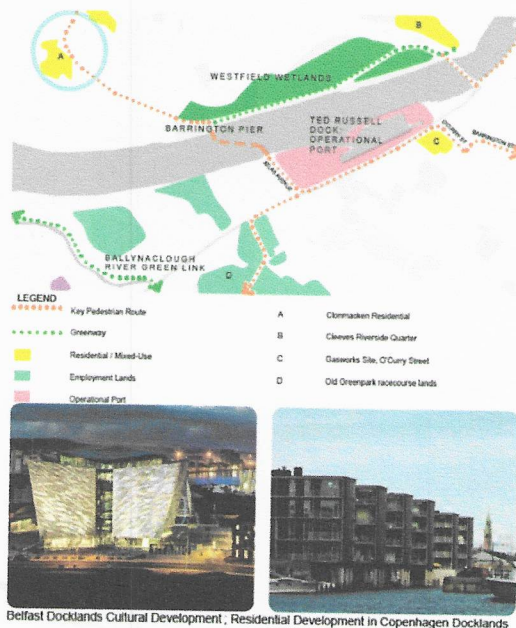 A
B
WESTFIELD WETLANDS
BARRINGTON PIER
TED RUSSELL
DOCK:
OPERATIONAL
PORT
ATLAS AVENUE
C
BALLYNACLOUGH
RIVER GREEN LINK
D
LEGEND
Key Pedestrian Route
Greenway
Residential / Mixed-Use
Employment Lands
Operational Port
A Clonmacken Residential
B Cleeves Riverside Quarter
C Gasworks Site, O'Curry Street
D Old Greenpark racecourse lands
Belfast Docklands Cultural Development ; Residential Development in Copenhagen Docklands